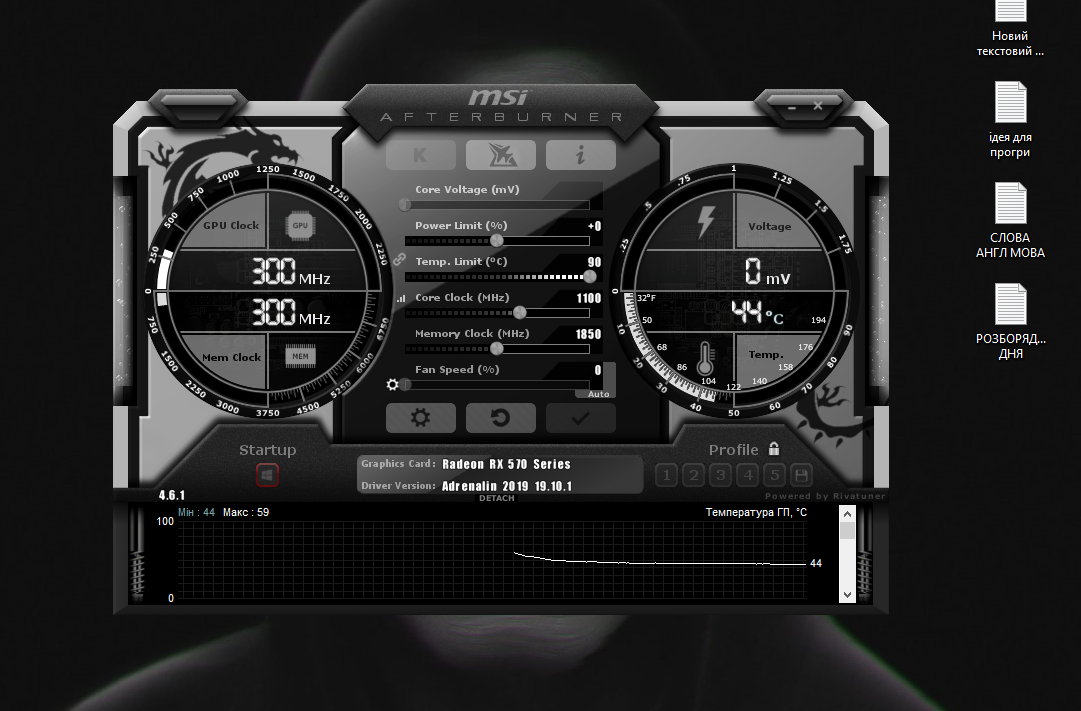 Новий
текстовий ...
ідея для
прогри
СЛОВА
АНГЛ МОВА
РОЗБОРЯД...
ДНЯ
msi
AFTERBURNER
K
i
Core Voltage (mV)
Power Limit (%) +0
Temp. Limit (°C) 90
Core Clock (MHz) 1100
Memory Clock (MHz) 1850
Fan Speed (%) 0
Auto
GPU Clock
GPU
300 MHz
300 MHz
Mem Clock
MEM
0
250
500
750
1000
1250
1500
1750
2000
2250
750
1500
2250
3000
3750
4500
5250
6000
6750
Voltage
0 mV
44 °C
Temp.
0
.25
.5
.75
1
1.25
1.5
1.75
10
20
30
40
50
60
70
80
90
32°F
50
68
86
104
122
140
158
176
194
Startup
Profile
1 2 3 4 5
Graphics Card: Radeon RX 570 Series
Driver Version: Adrenalin 2019 19.10.1
4.6.1
DETACH
Powered by Rivatuner
Мін : 44 Макс : 59
Температура ГП, °C
100
0
44